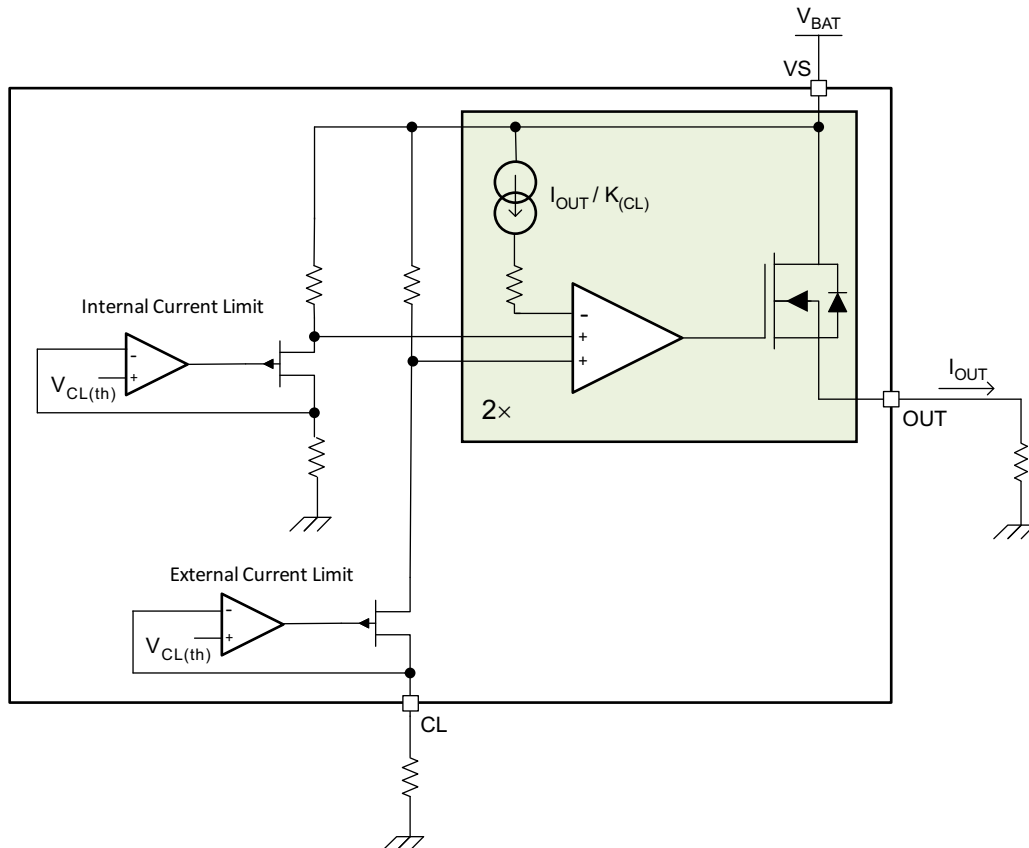 V_BAT
VS
I_OUT / K_(CL)
Internal Current Limit
-
+
V_CL(th)
-
+
+
2×
I_OUT
OUT
External Current Limit
-
+
V_CL(th)
CL